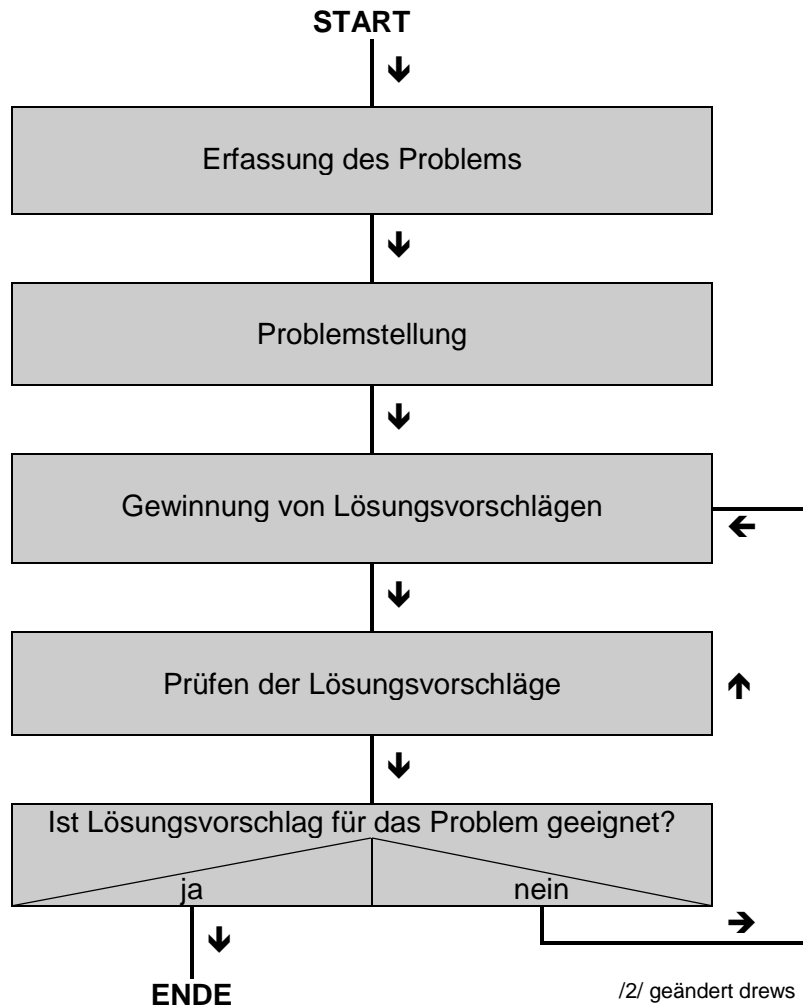 START
Erfassung des Problems
Problemstellung
Gewinnung von Lösungsvorschlägen
Prüfen der Lösungsvorschläge
Ist Lösungsvorschlag für das Problem geeignet?
ja
nein
ENDE
/2/ geändert drews